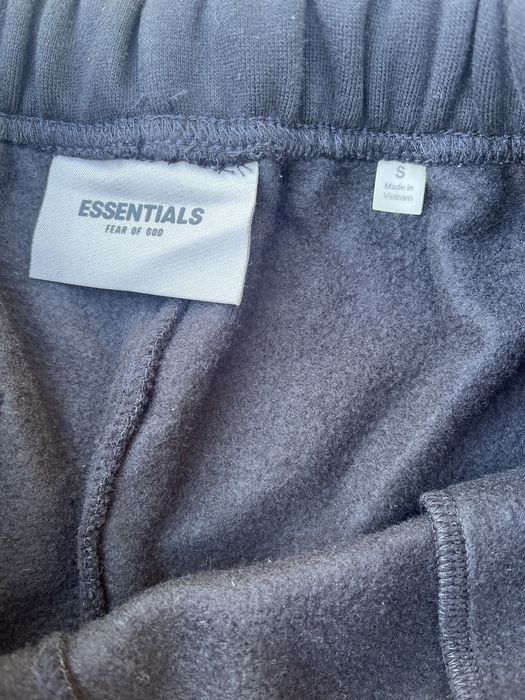 ESSENTIALS
FEAR OF GOD
S
Made in
Vietnam